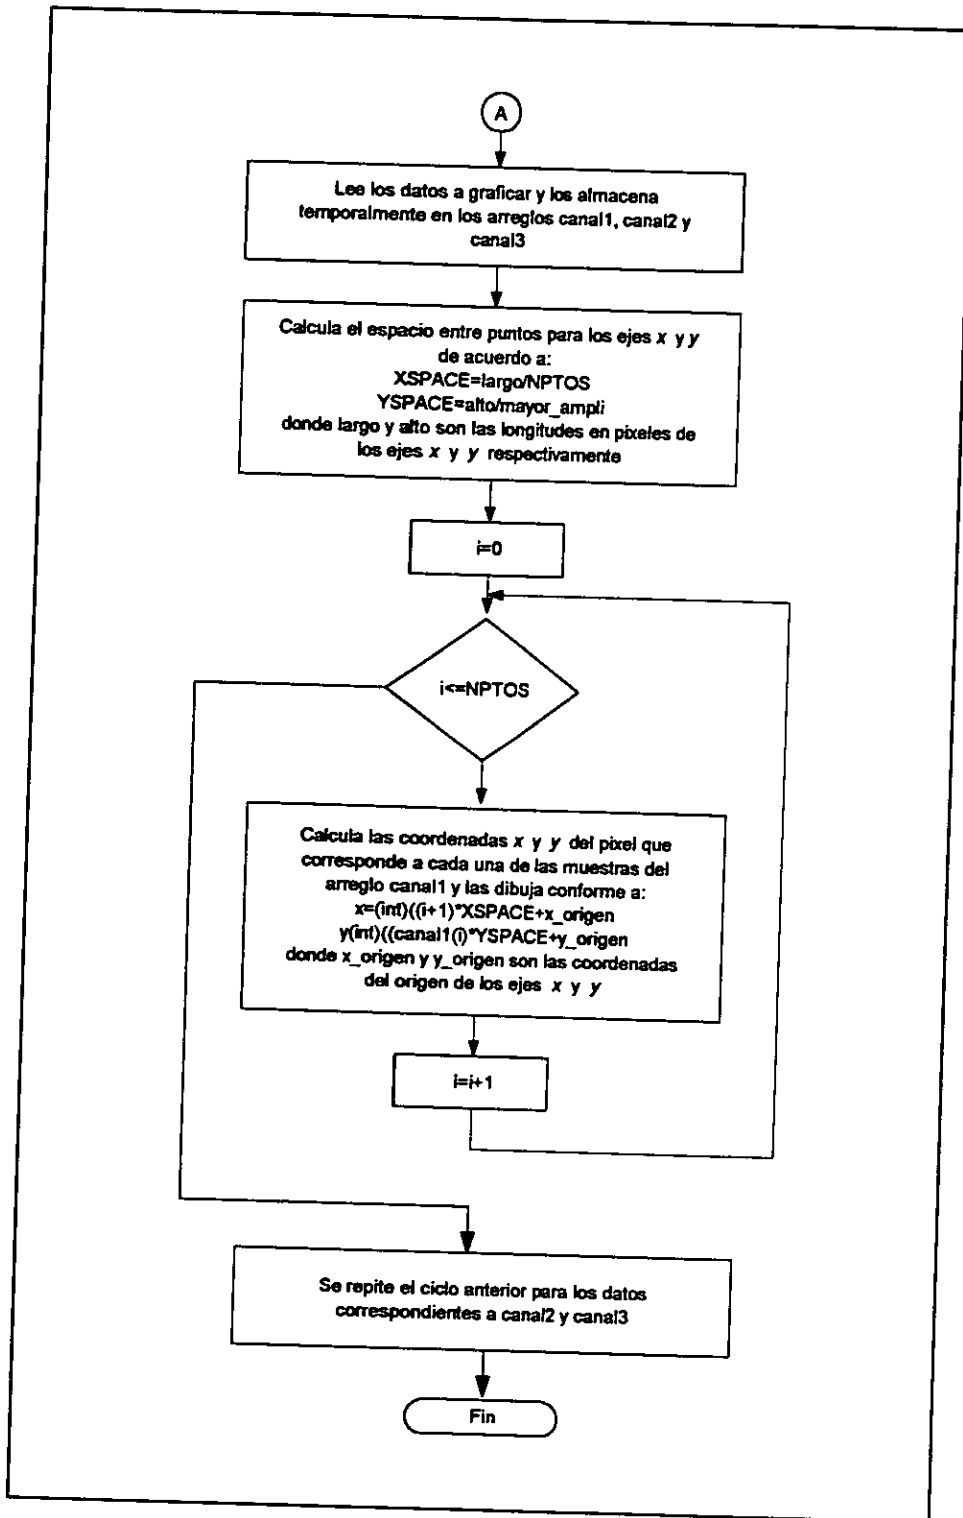 A
Lee los datos a graficar y los almacena
temporalmente en los arreglos canal1, canal2 y
canal3
Calcula el espacio entre puntos para los ejes x y y
de acuerdo a:
XSPACE=largo/NPTOS
YSPACE=alto/mayor_ampli
donde largo y alto son las longitudes en pixeles de
los ejes x y y respectivamente
i=0
i<=NPTOS
Calcula las coordenadas x y y del pixel que
corresponde a cada una de las muestras del
arreglo canal1 y las dibuja conforme a:
x=(int)((i+1)*XSPACE+x_origen
y(int)((canal1(i)*YSPACE+y_origen
donde x_origen y y_origen son las coordenadas
del origen de los ejes x y y
i=i+1
Se repite el ciclo anterior para los datos
correspondientes a canal2 y canal3
Fin